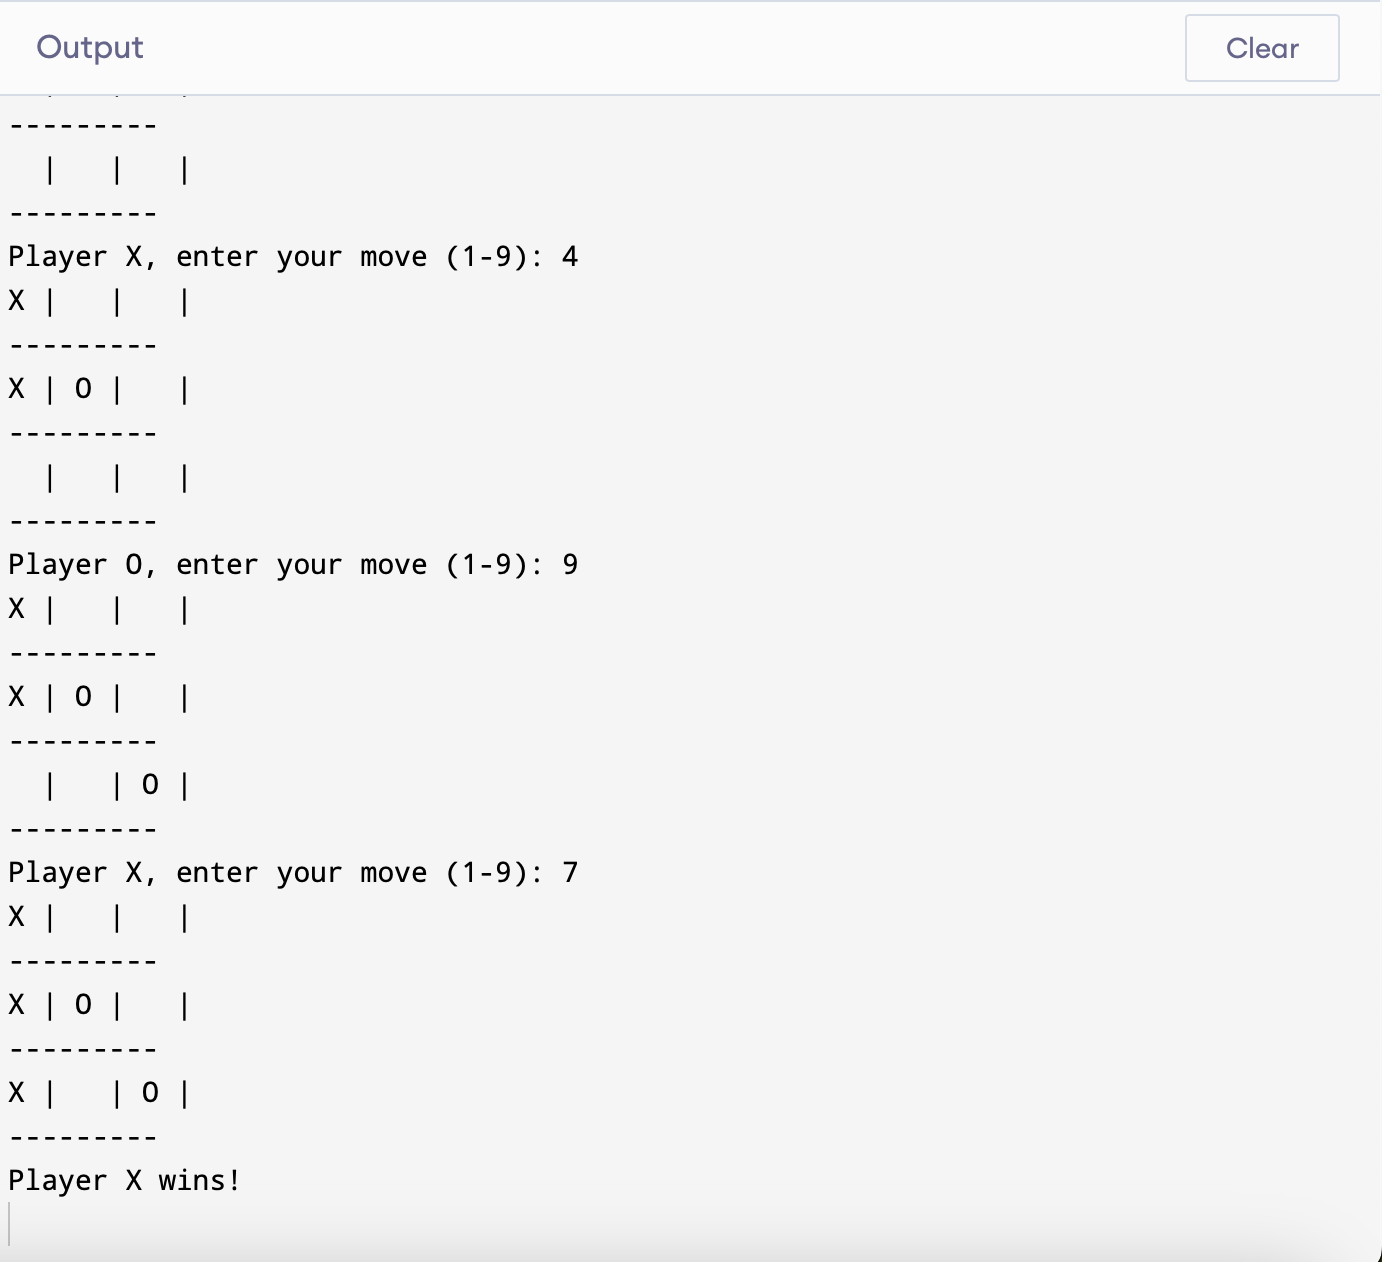 Output
Clear
---------
  |   |   |
---------
Player X, enter your move (1-9): 4
X |   |   |
---------
X | O |   |
---------
  |   |   |
---------
Player O, enter your move (1-9): 9
X |   |   |
---------
X | O |   |
---------
  |   | O |
---------
Player X, enter your move (1-9): 7
X |   |   |
---------
X | O |   |
---------
X |   | O |
---------
Player X wins!